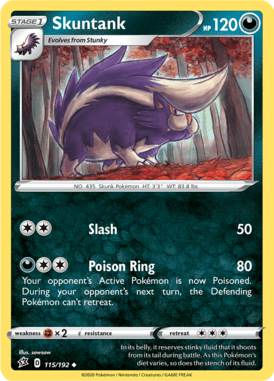 STAGE 1
Skuntank
HP 120
Evolves from Stunky
NO. 435 Skunk Pokémon HT: 3'3" WT: 83.8 lbs.
Slash 50
Poison Ring 80
Your opponent's Active Pokémon is now Poisoned.
During your opponent's next turn, the Defending
Pokémon can't retreat.
weakness ×2 resistance retreat
Illus. sowsow
115/192
In its belly, it reserves stinky fluid that it shoots
from its tail during battle. As this Pokémon's
diet varies, so does the stench of its fluid.
©2020 Pokémon / Nintendo / Creatures / GAME FREAK